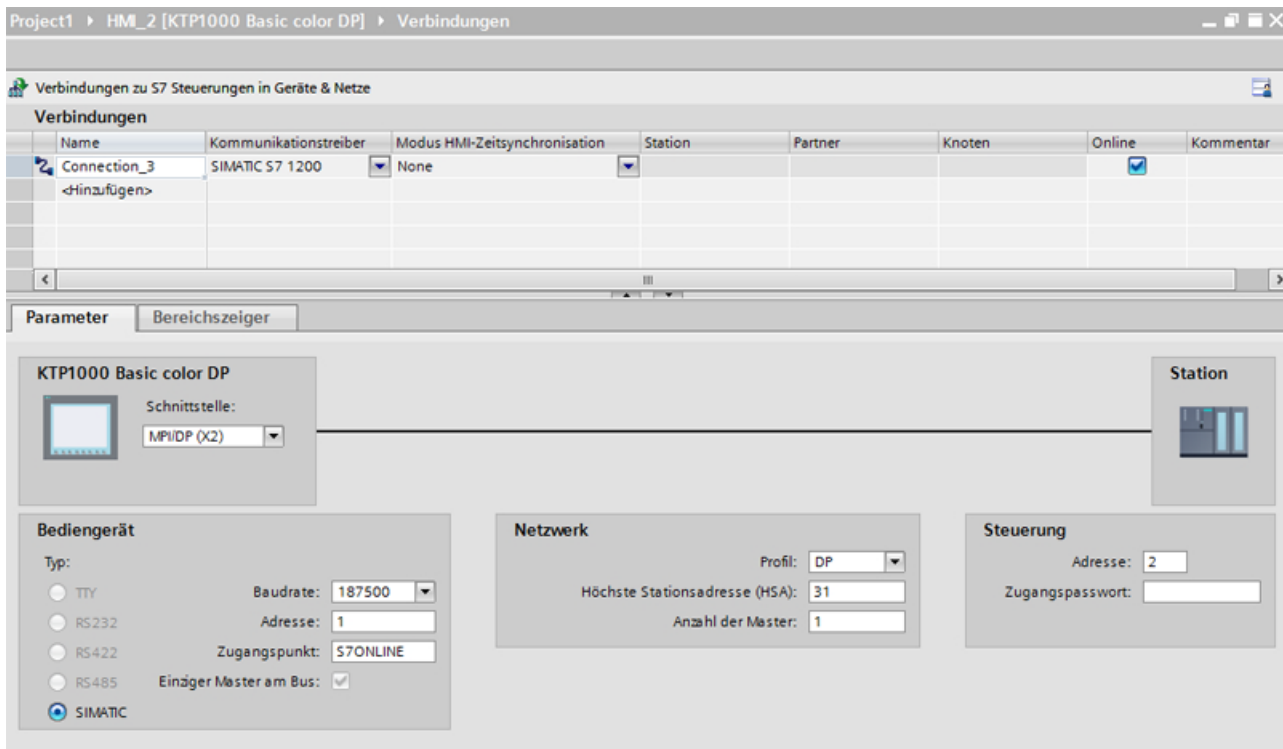 Project1 ▸ HMI_2 [KTP1000 Basic color DP] ▸ Verbindungen
Verbindungen zu S7 Steuerungen in Geräte & Netze
Verbindungen
Name Kommunikationstreiber Modus HMI-Zeitsynchronisation Station Partner Knoten Online Kommentar
Connection_3 SIMATIC S7 1200 None
<Hinzufügen>
Parameter Bereichszeiger
KTP1000 Basic color DP Station
Schnittstelle:
MPI/DP (X2)
Bediengerät Netzwerk Steuerung
Typ: Profil: DP Adresse: 2
TTY Baudrate: 187500 Höchste Stationsadresse (HSA): 31 Zugangspasswort:
RS232 Adresse: 1 Anzahl der Master: 1
RS422 Zugangspunkt: S7ONLINE
RS485 Einziger Master am Bus:
SIMATIC